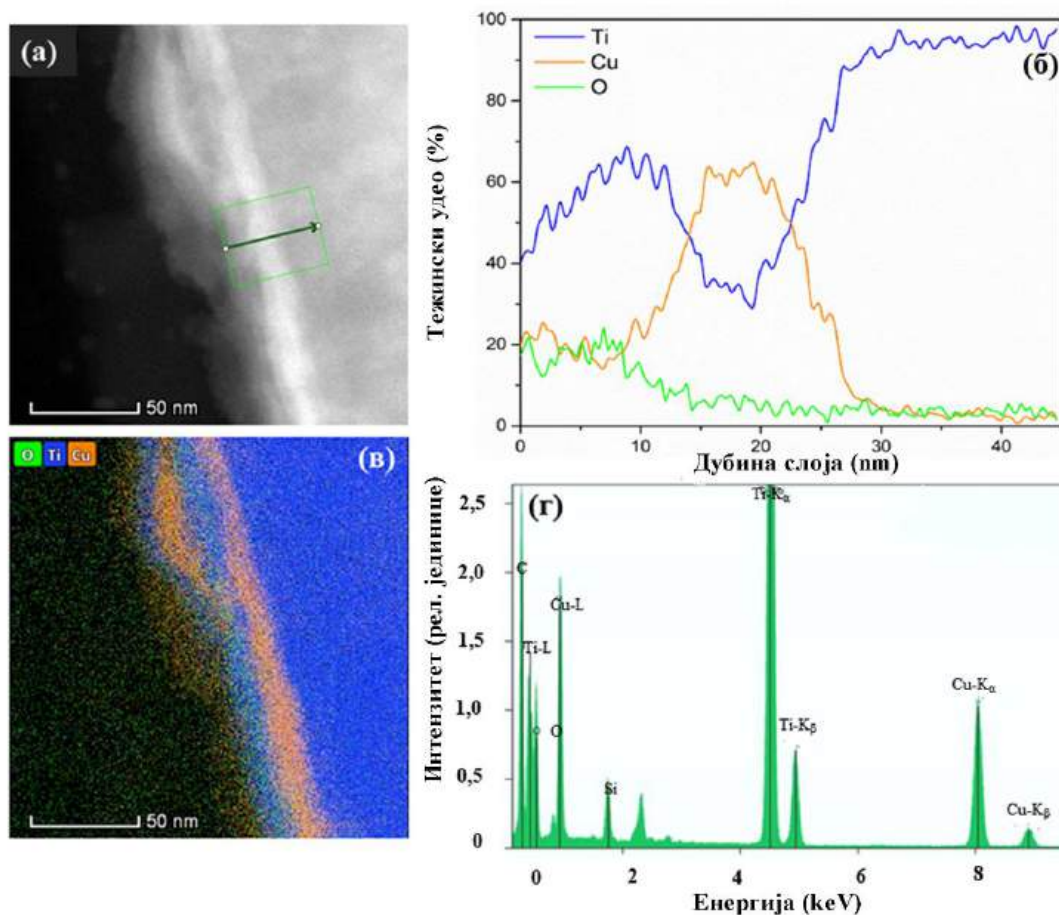 (а)
50 nm
Тежински удео (%)
100
80
60
40
20
0
Ti
Cu
O
(б)
0
10
20
30
40
Дубина слоја (nm)
O Ti Cu
(в)
50 nm
Интензитет (рел. јединице)
2,5
2,0
1,5
1,0
0,5
0
(г)
C
Ti-L
O
Cu-L
Si
Ti-Kα
Ti-Kβ
Cu-Kα
Cu-Kβ
0
2
4
6
8
Енергија (keV)